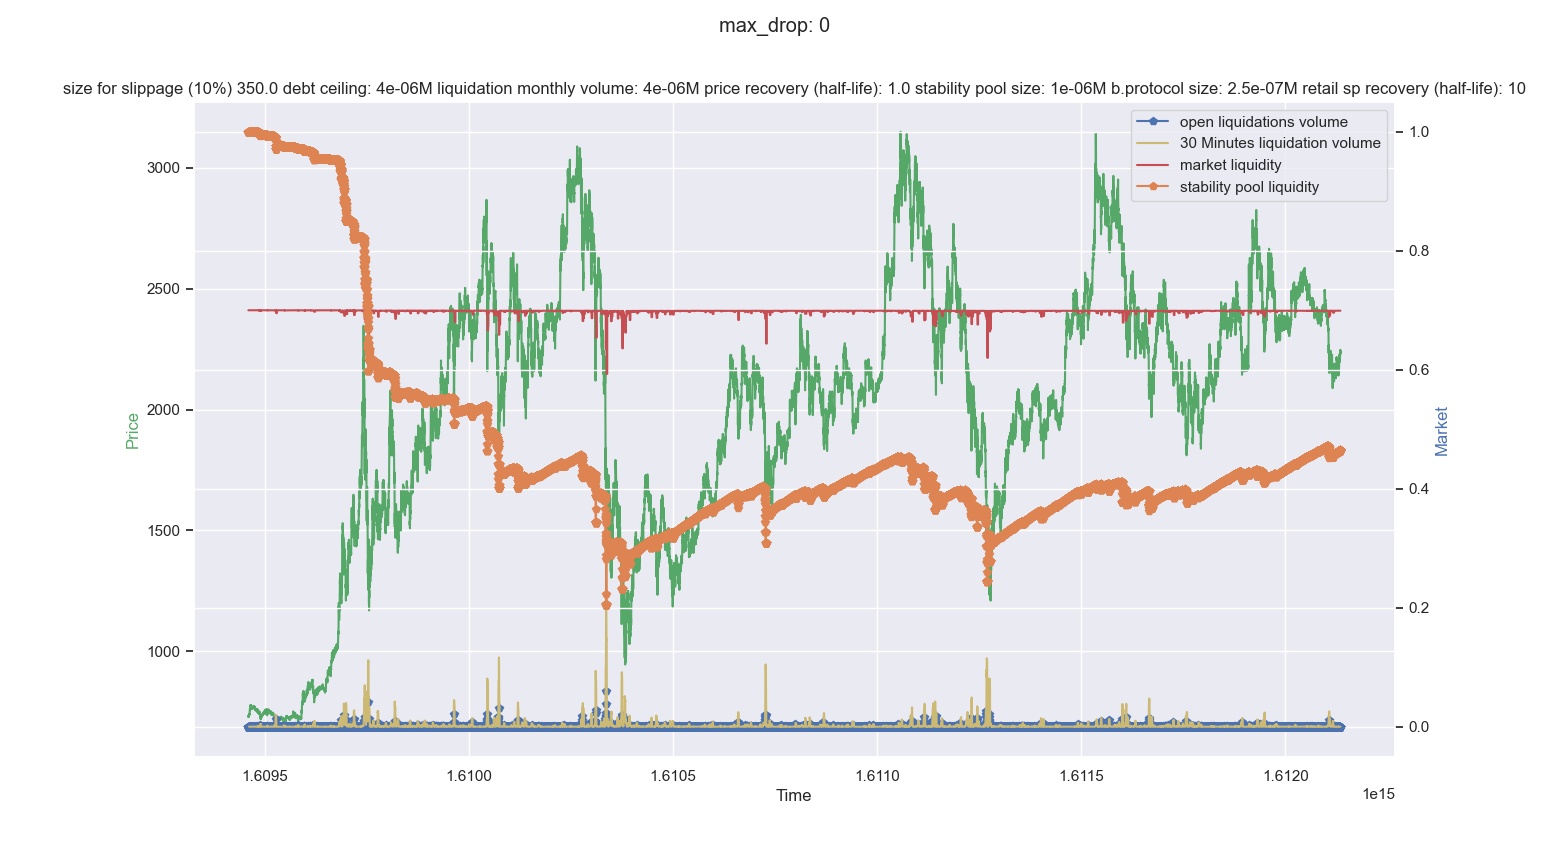 max_drop: 0
size for slippage (10%) 350.0 debt ceiling: 4e-06M liquidation monthly volume: 4e-06M price recovery (half-life): 1.0 stability pool size: 1e-06M b.protocol size: 2.5e-07M retail sp recovery (half-life): 10
open liquidations volume
30 Minutes liquidation volume
market liquidity
stability pool liquidity
3000
2500
2000
1500
1000
Price
1.0
0.8
0.6
0.4
0.2
0.0
Market
1.6095 1.6100 1.6105 1.6110 1.6115 1.6120
1e15
Time